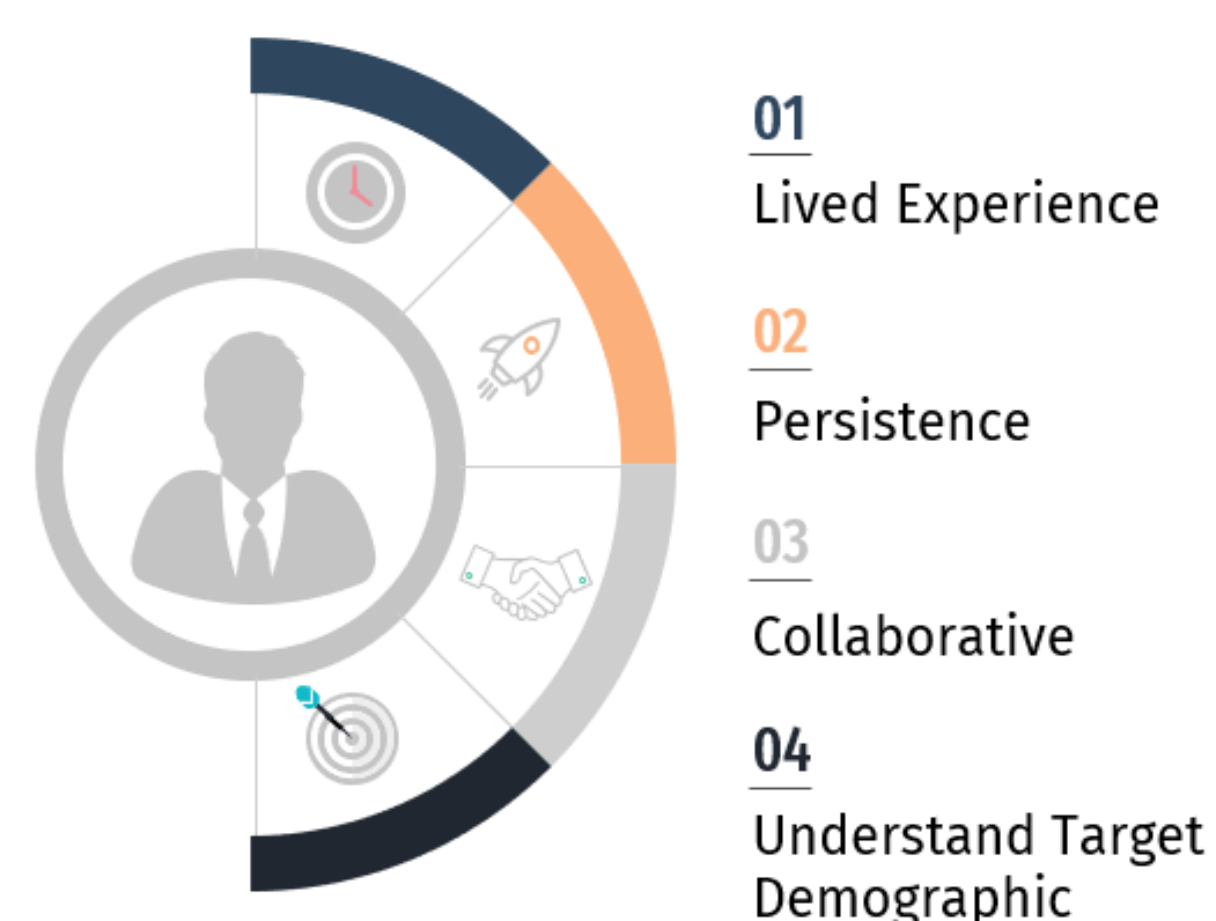 01
Lived Experience
02
Persistence
03
Collaborative
04
Understand Target
Demographic